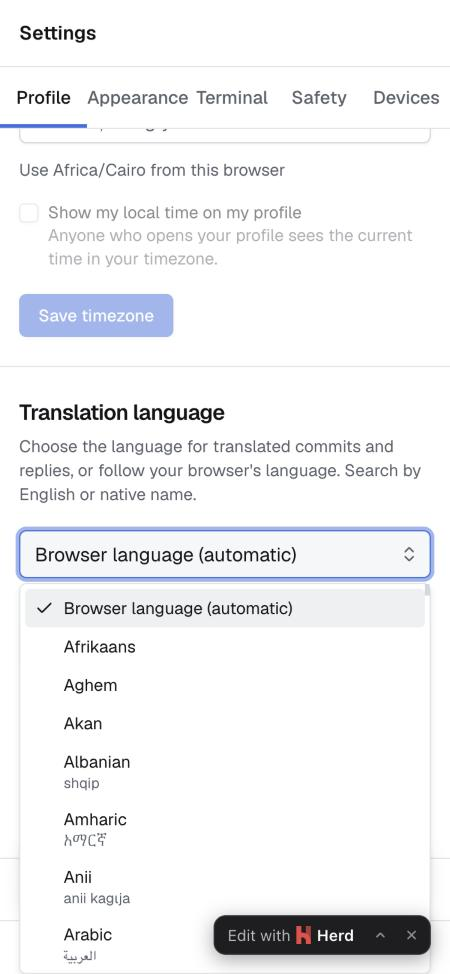 Settings
Profile Appearance Terminal Safety Devices
Use Africa/Cairo from this browser
Show my local time on my profile
Anyone who opens your profile sees the current
time in your timezone.
Save timezone
Translation language
Choose the language for translated commits and
replies, or follow your browser's language. Search by
English or native name.
Browser language (automatic)
Browser language (automatic)
Afrikaans
Aghem
Akan
Albanian
shqip
Amharic
አማርኛ
Anii
anii kagɩja
Arabic
العربية
Edit with Herd